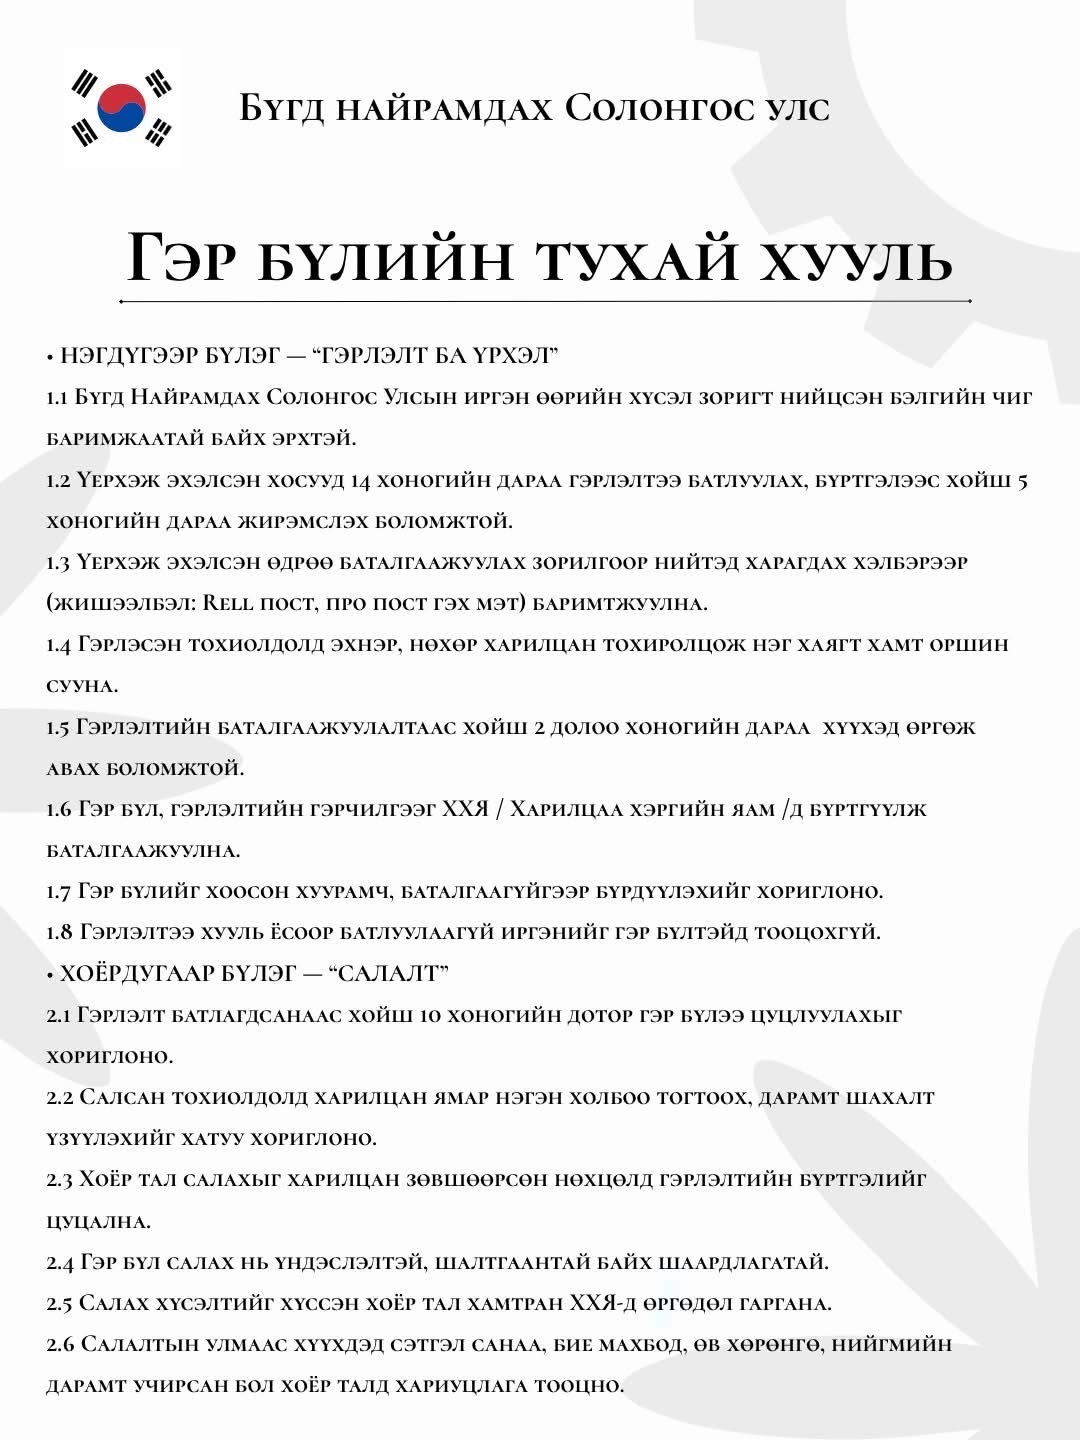 Бүгд найрамдах Солонгос улс
Гэр бүлийн тухай хууль
• НЭГДҮГЭЭР БҮЛЭГ — “ГЭРЛЭЛТ БА ҮРХЭЛ”
1.1 Бүгд Найрамдах Солонгос Улсын иргэн өөрийн хүсэл зоригт нийцсэн бэлгийн чиг
баримжаатай байх эрхтэй.
1.2 Үерхэж эхэлсэн хосууд 14 хоногийн дараа гэрлэлтээ батлуулах, бүртгэлээс хойш 5
хоногийн дараа жирэмслэх боломжтой.
1.3 Үерхэж эхэлсэн өдрөө баталгаажуулах зорилгоор нийтэд харагдах хэлбэрээр
(жишээлбэл: Rell пост, про пост гэх мэт) баримтжуулна.
1.4 Гэрлэсэн тохиолдолд эхнэр, нөхөр харилцан тохиролцож нэг хаягт хамт оршин
сууна.
1.5 Гэрлэлтийн баталгаажуулалтаас хойш 2 долоо хоногийн дараа хүүхэд өргөж
авах боломжтой.
1.6 Гэр бүл, гэрлэлтийн гэрчилгээг ХХЯ / Харилцаа хэргийн яам /д бүртгүүлж
баталгаажуулна.
1.7 Гэр бүлийг хоосон хуурамч, баталгаагүйгээр бүрдүүлэхийг хориглоно.
1.8 Гэрлэлтээ хууль ёсоор батлуулаагүй иргэнийг гэр бүлтэйд тооцохгүй.
• ХОЁРДУГААР БҮЛЭГ — “САЛАЛТ”
2.1 Гэрлэлт батлагдсанаас хойш 10 хоногийн дотор гэр бүлээ цуцлуулахыг
хориглоно.
2.2 Салсан тохиолдолд харилцан ямар нэгэн холбоо тогтоох, дарамт шахалт
үзүүлэхийг хатуу хориглоно.
2.3 Хоёр тал салахыг харилцан зөвшөөрсөн нөхцөлд гэрлэлтийн бүртгэлийг
цуцална.
2.4 Гэр бүл салах нь үндэслэлтэй, шалтгаантай байх шаардлагатай.
2.5 Салах хүсэлтийг хүссэн хоёр тал хамтран ХХЯ-д өргөдөл гаргана.
2.6 Салалтын улмаас хүүхдэд сэтгэл санаа, бие махбод, өв хөрөнгө, нийгмийн
дарамт учирсан бол хоёр талд хариуцлага тооцно.